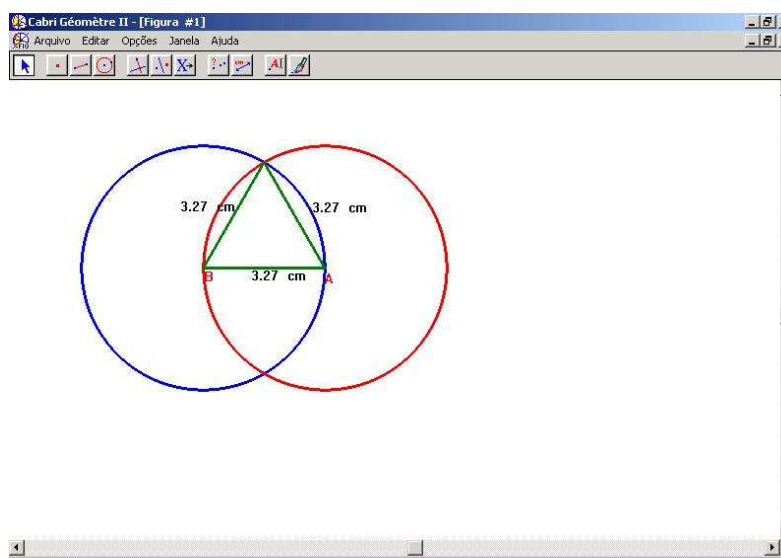 Cabri Géomètre II - [Figura #1]
Arquivo Editar Opções Janela Ajuda
3.27 cm
3.27 cm
B
3.27 cm
A